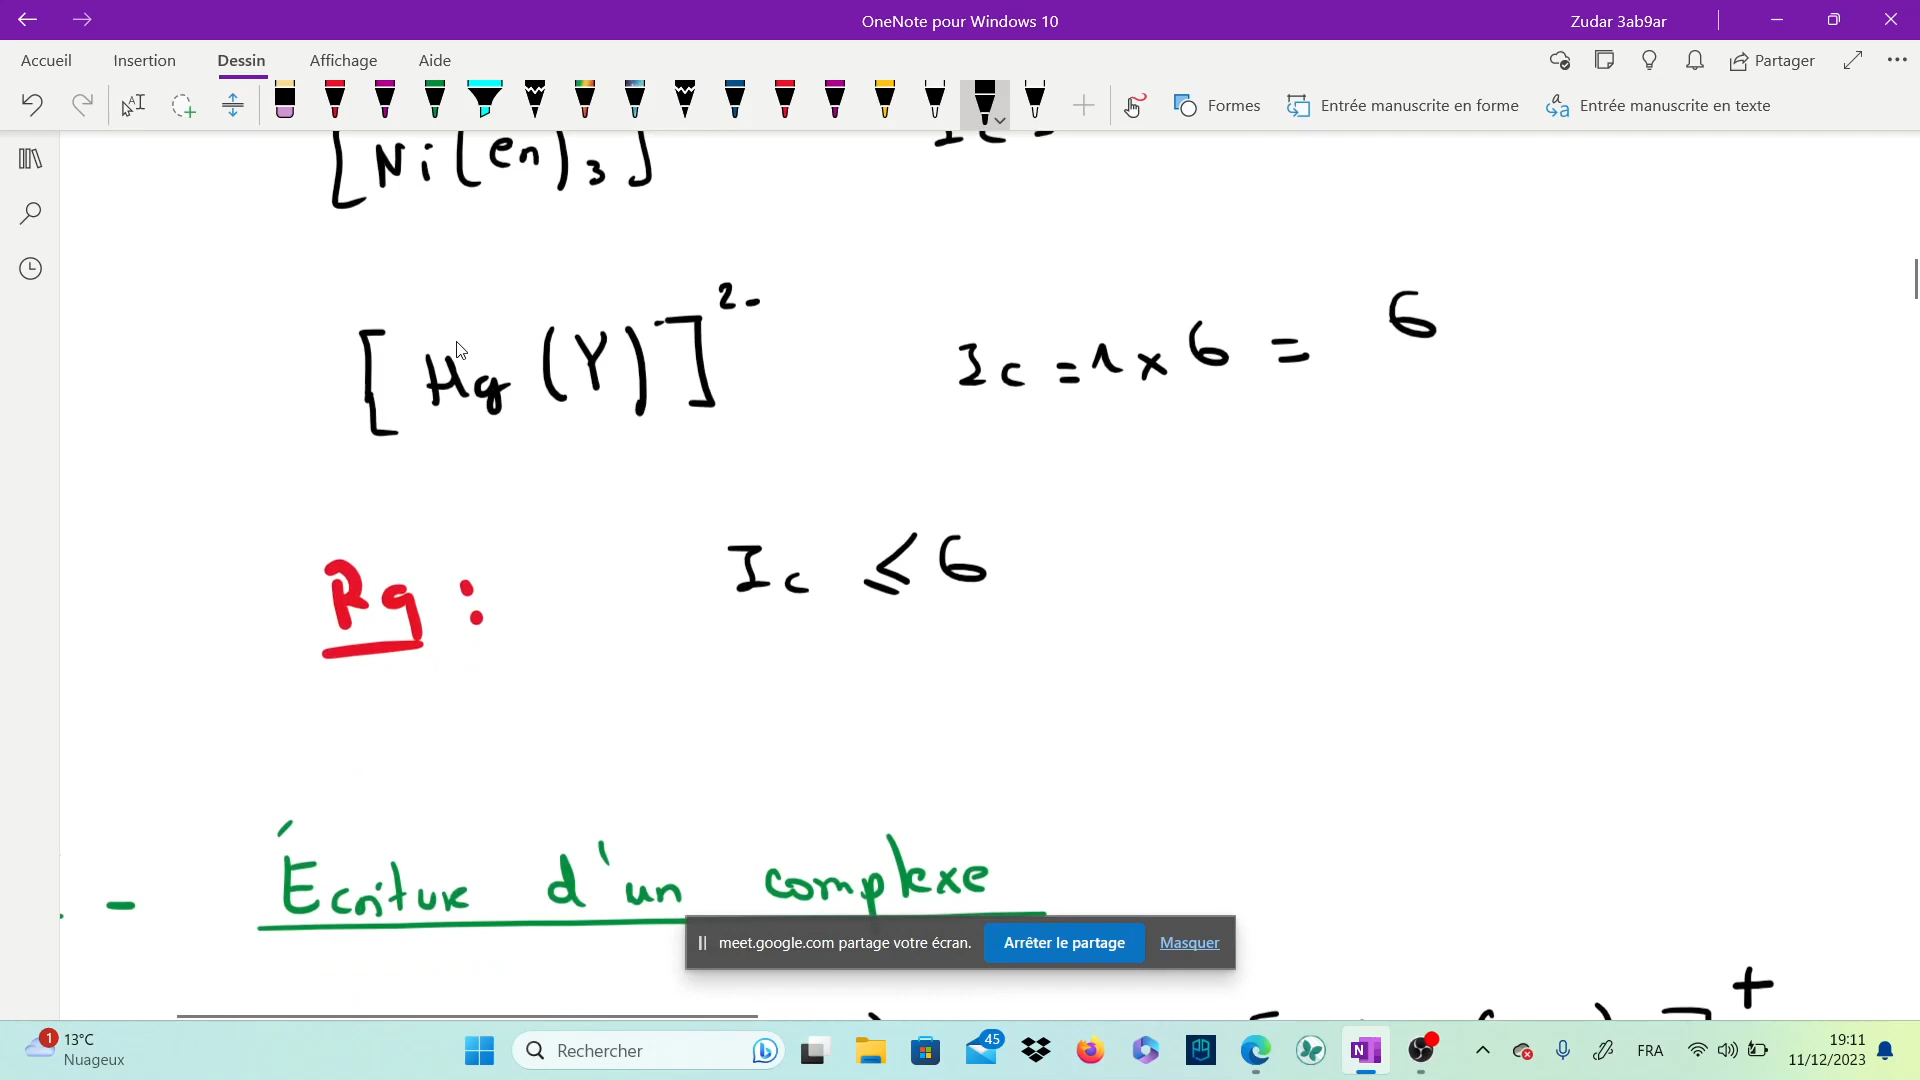 OneNote pour Windows 10
Zudar 3ab9ar
Accueil Insertion Dessin Affichage Aide
Partager
Formes Entrée manuscrite en forme Entrée manuscrite en texte
[Ni(en)₃]
[Hg(Y)]²⁻ Ic = 1 × 6 = 6
Rq : Ic ≤ 6
- Écriture d'un complexe
meet.google.com partage votre écran. Arrêter le partage Masquer
+
1 13°C
Nuageux
Rechercher
45
FRA
19:11
11/12/2023